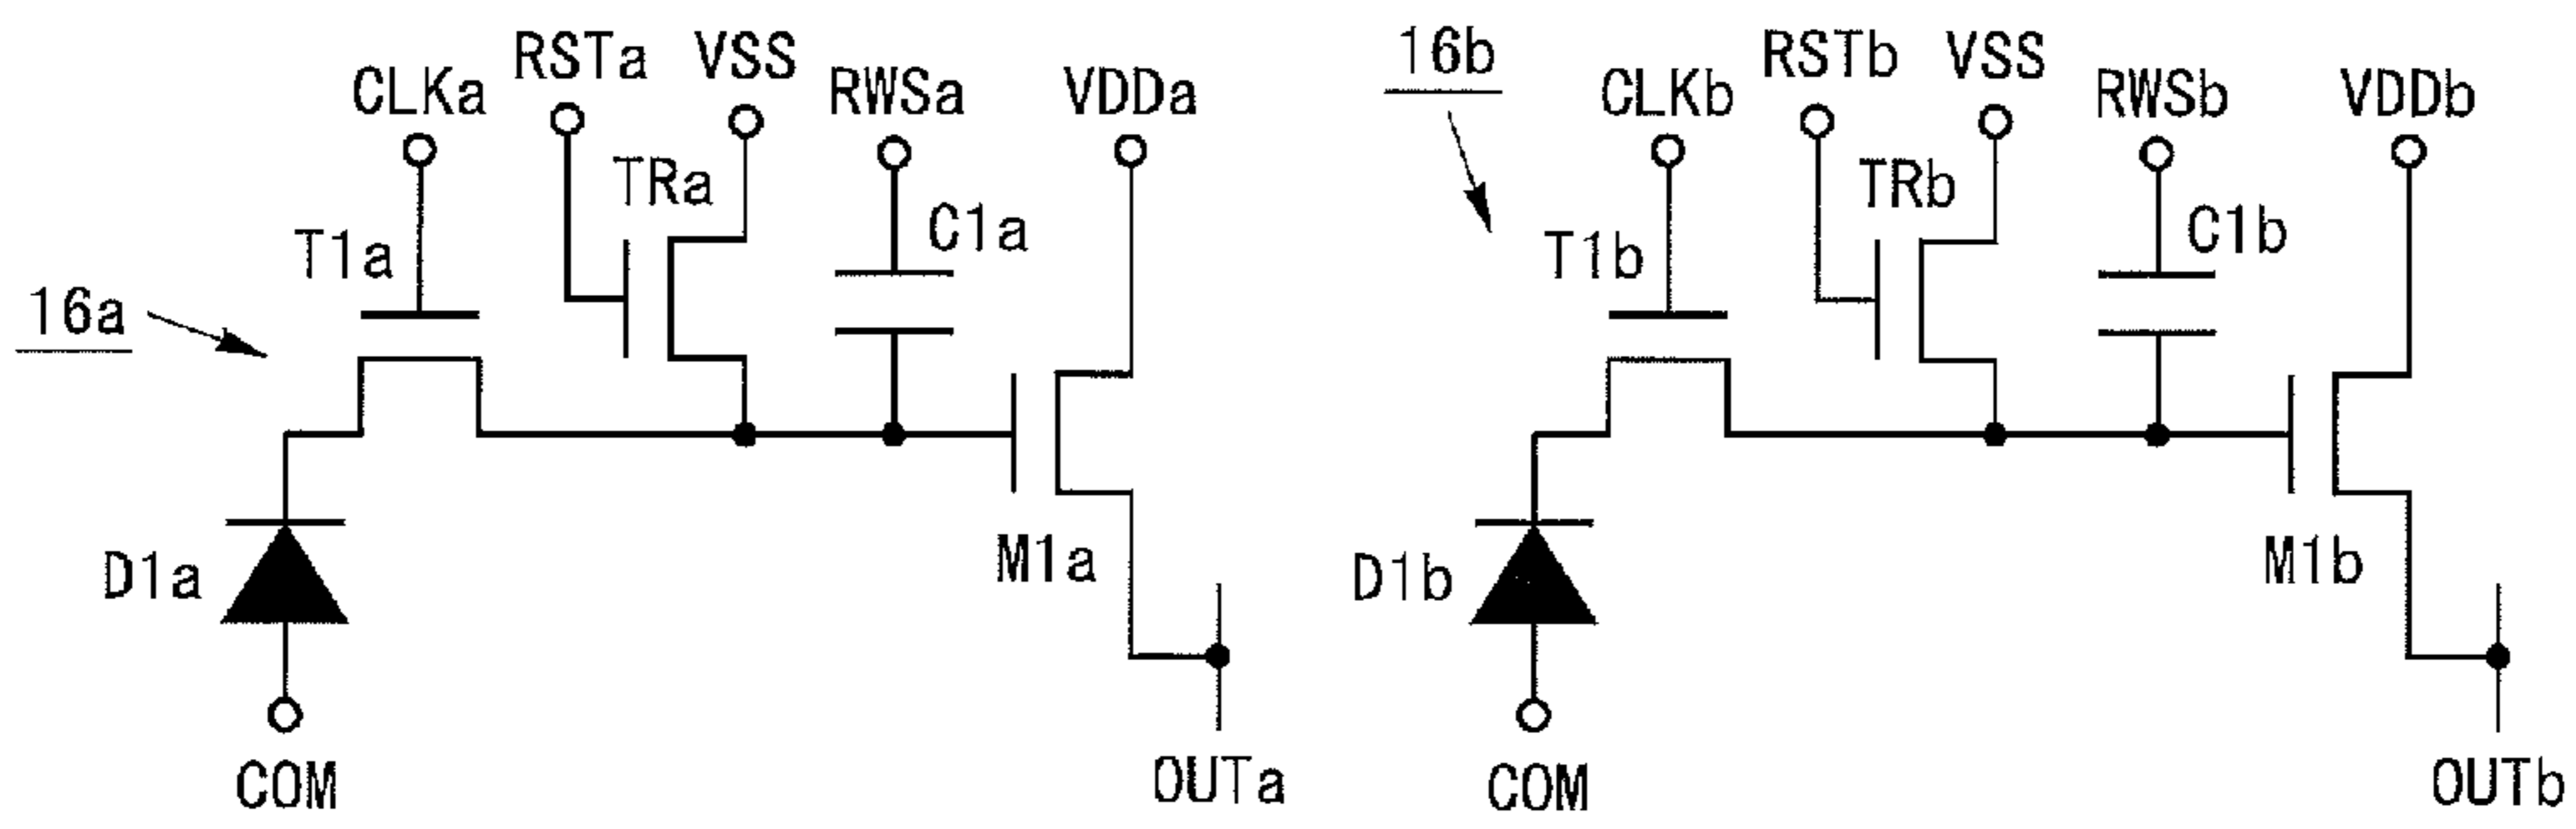 RSTa VSS
CLKa RWSa VDDa
TRa
T1a C1a
16a
D1a M1a
COM OUTa
16b RSTb VSS
CLKb RWSb VDDb
TRb
T1b C1b
D1b M1b
COM OUTb